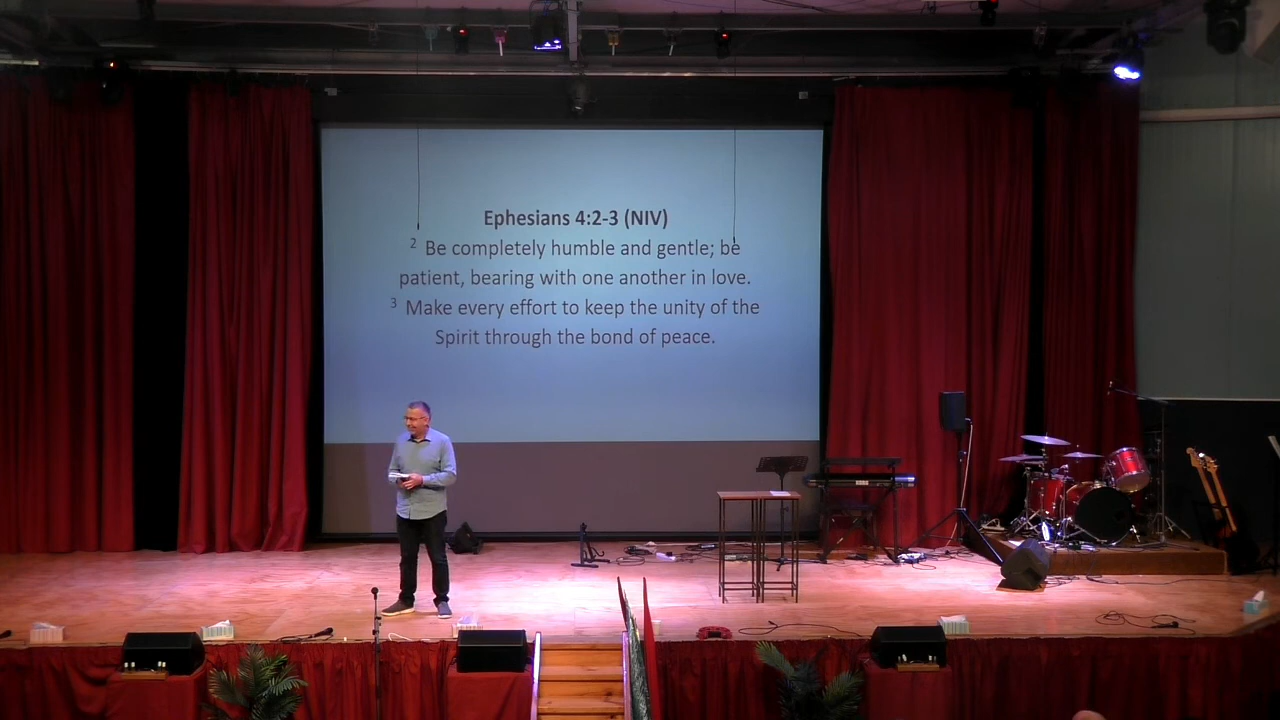 Ephesians 4:2-3 (NIV)
2 Be completely humble and gentle; be
patient, bearing with one another in love.
3 Make every effort to keep the unity of the
Spirit through the bond of peace.
KORG